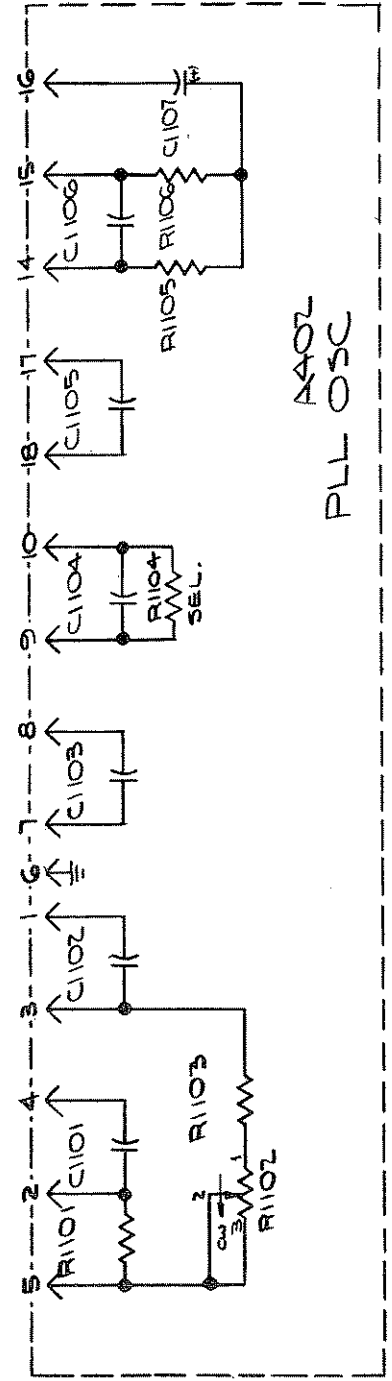 5 2 4 3 1 6 7 8 9 10 18 17 14 15 16
R1101
C1101
C1102
C1103
C1104
R1104
SEL.
C1105
C1106
R1105
R1106
C1107
(+)
R1103
2
CW
3
1
R1102
A402
PLL OSC